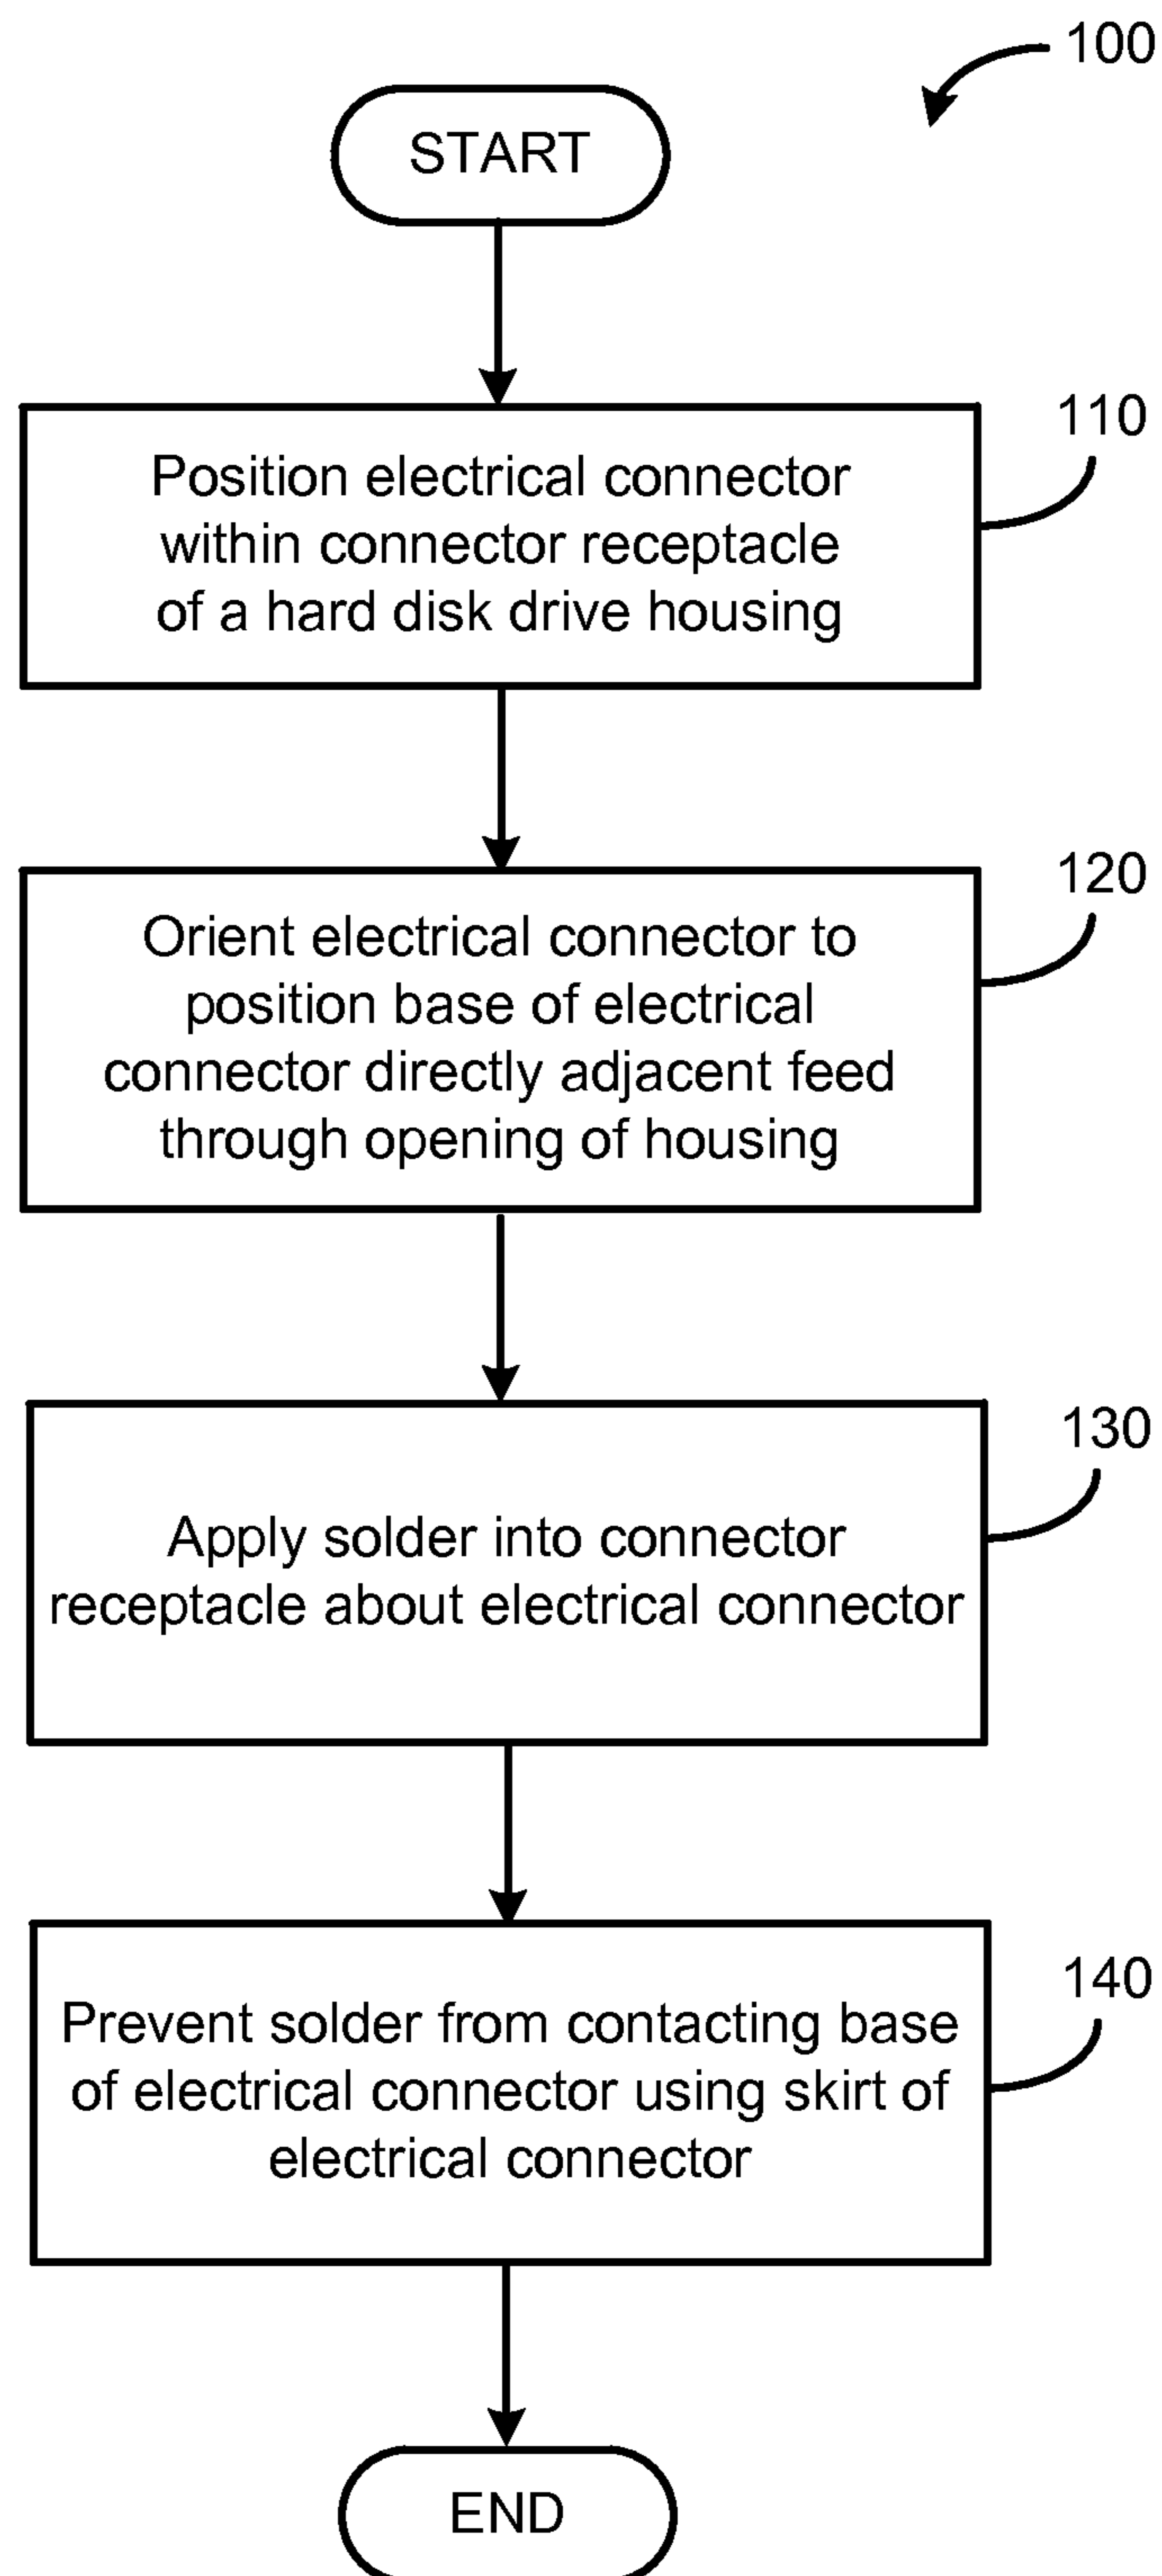 100
START
110
Position electrical connector
within connector receptacle
of a hard disk drive housing
120
Orient electrical connector to
position base of electrical
connector directly adjacent feed
through opening of housing
130
Apply solder into connector
receptacle about electrical connector
140
Prevent solder from contacting base
of electrical connector using skirt of
electrical connector
END